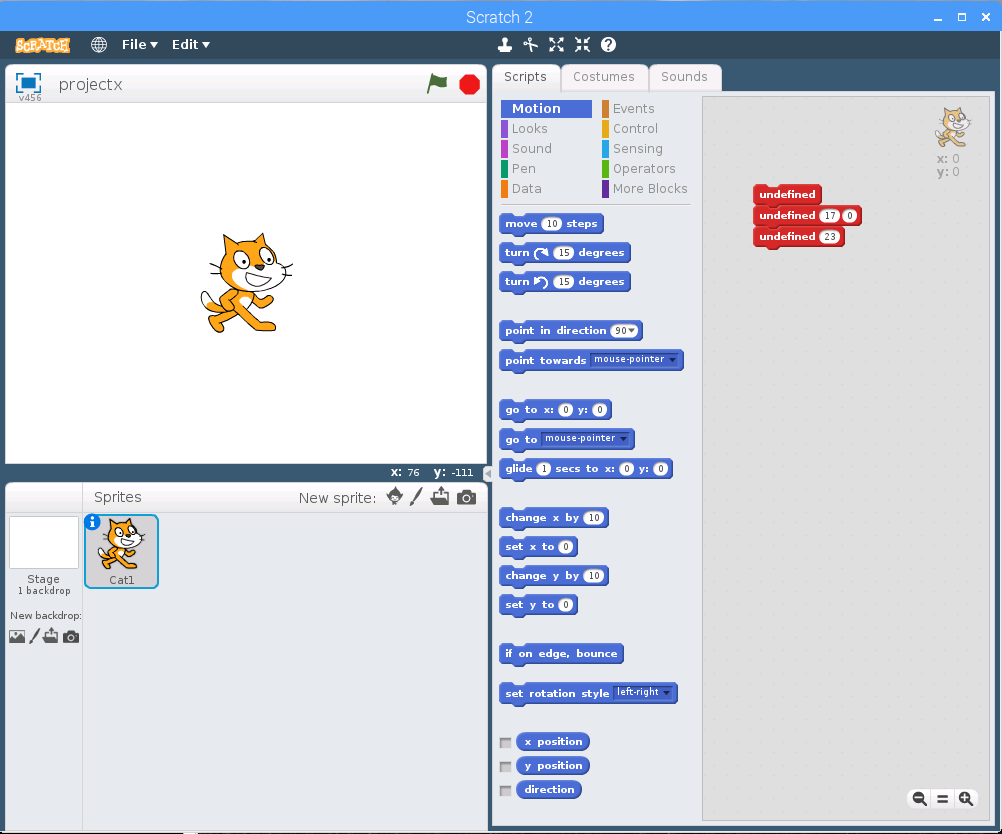 Scratch 2
SCRATCH File Edit
v456
projectx
x: 76 y: -111
Sprites New sprite:
Stage
1 backdrop
New backdrop:
Cat1
Scripts Costumes Sounds
Motion Events
Looks Control
Sound Sensing
Pen Operators
Data More Blocks
move 10 steps
turn 15 degrees
turn 15 degrees
point in direction 90
point towards mouse-pointer
go to x: 0 y: 0
go to mouse-pointer
glide 1 secs to x: 0 y: 0
change x by 10
set x to 0
change y by 10
set y to 0
if on edge, bounce
set rotation style left-right
x position
y position
direction
x: 0
y: 0
undefined
undefined 17 0
undefined 23